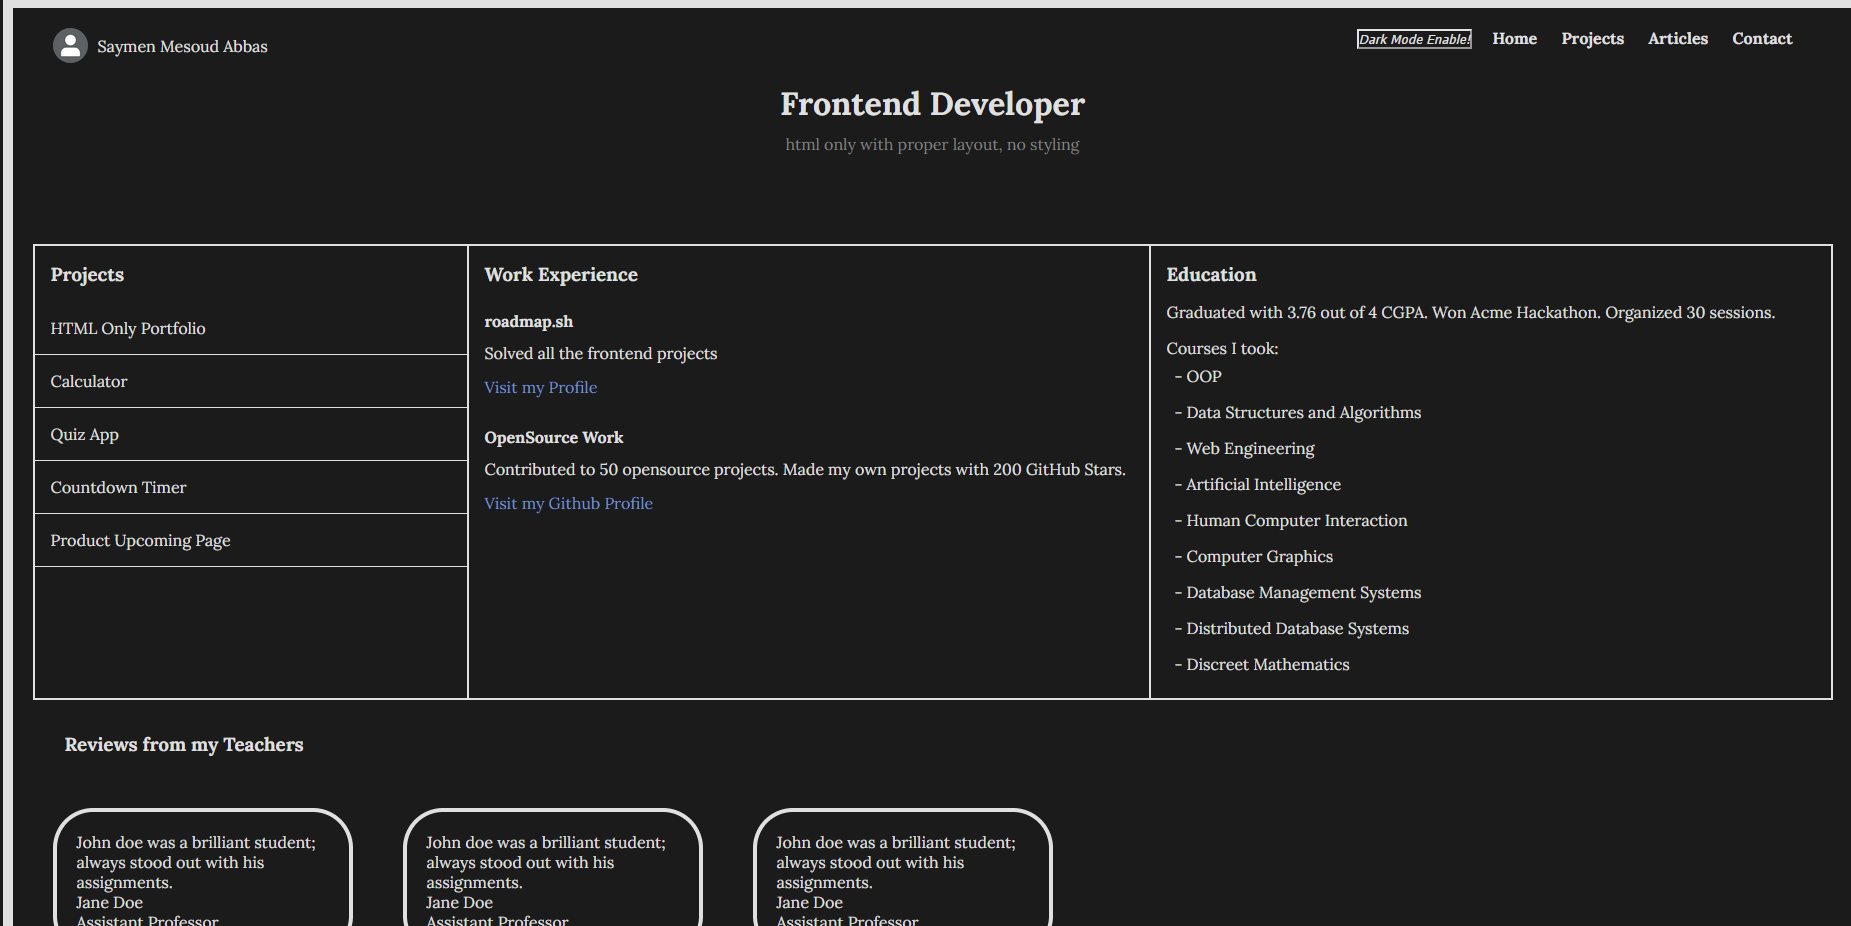 Saymen Mesoud Abbas
Dark Mode Enable!
Home
Projects
Articles
Contact
Frontend Developer
html only with proper layout, no styling
Projects
HTML Only Portfolio
Calculator
Quiz App
Countdown Timer
Product Upcoming Page
Work Experience
roadmap.sh
Solved all the frontend projects
Visit my Profile
OpenSource Work
Contributed to 50 opensource projects. Made my own projects with 200 GitHub Stars.
Visit my Github Profile
Education
Graduated with 3.76 out of 4 CGPA. Won Acme Hackathon. Organized 30 sessions.
Courses I took:
- OOP
- Data Structures and Algorithms
- Web Engineering
- Artificial Intelligence
- Human Computer Interaction
- Computer Graphics
- Database Management Systems
- Distributed Database Systems
- Discreet Mathematics
Reviews from my Teachers
John doe was a brilliant student;
always stood out with his
assignments.
Jane Doe
Assistant Professor
John doe was a brilliant student;
always stood out with his
assignments.
Jane Doe
Assistant Professor
John doe was a brilliant student;
always stood out with his
assignments.
Jane Doe
Assistant Professor